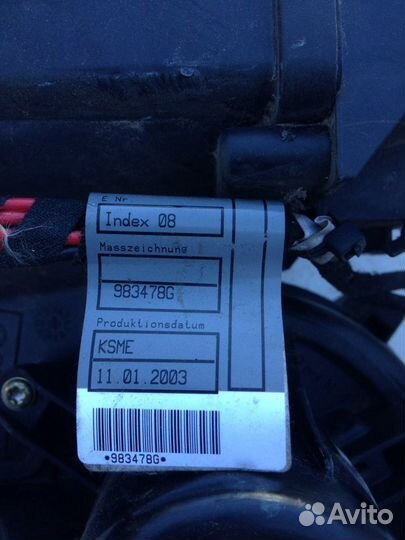 E Nr
Index 08
Masszeichnung
983478G
Produktionsdatum
KSME
11.01.2003
*983478G*
Avito